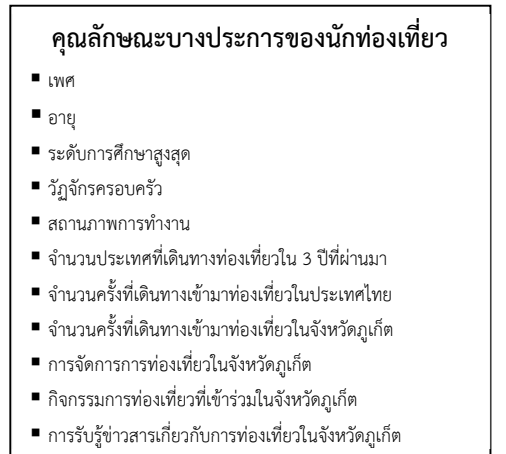 คุณลักษณะบางประการของนักท่องเที่ยว
▪ เพศ
▪ อายุ
▪ ระดับการศึกษาสูงสุด
▪ วัฏจักรครอบครัว
▪ สถานภาพการทำงาน
▪ จำนวนประเทศที่เดินทางท่องเที่ยวใน 3 ปีที่ผ่านมา
▪ จำนวนครั้งที่เดินทางเข้ามาท่องเที่ยวในประเทศไทย
▪ จำนวนครั้งที่เดินทางเข้ามาท่องเที่ยวในจังหวัดภูเก็ต
▪ การจัดการการท่องเที่ยวในจังหวัดภูเก็ต
▪ กิจกรรมการท่องเที่ยวที่เข้าร่วมในจังหวัดภูเก็ต
▪ การรับรู้ข่าวสารเกี่ยวกับการท่องเที่ยวในจังหวัดภูเก็ต